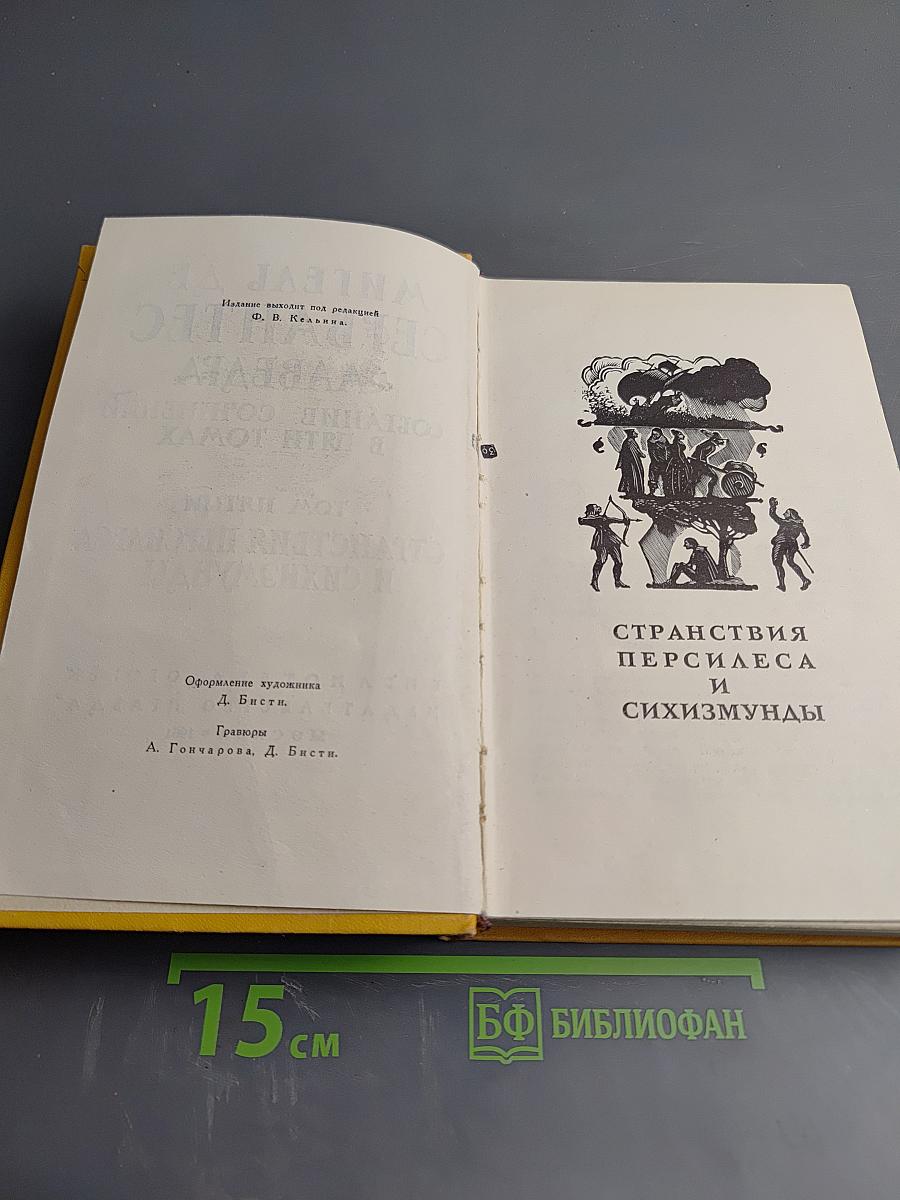 Издание выходит под редакцией
Ф. В. Кельина.
Оформление художника
Д. Бисти.
Гравюры
А. Гончарова, Д. Бисти.
СТРАНСТВИЯ
ПЕРСИЛЕСА
И
СИХИЗМУНДЫ
15 см
БФ БИБЛИОФАН